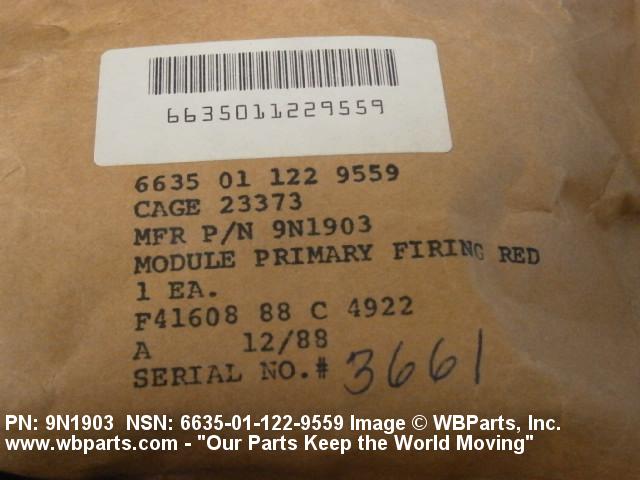 6635011229559
6635 01 122 9559
CAGE 23373
MFR P/N 9N1903
MODULE PRIMARY FIRING RED
1 EA.
F41608 88 C 4922
A 12/88
SERIAL NO.# 3661
PN: 9N1903 NSN: 6635-01-122-9559 Image © WBParts, Inc.
www.wbparts.com - "Our Parts Keep the World Moving"